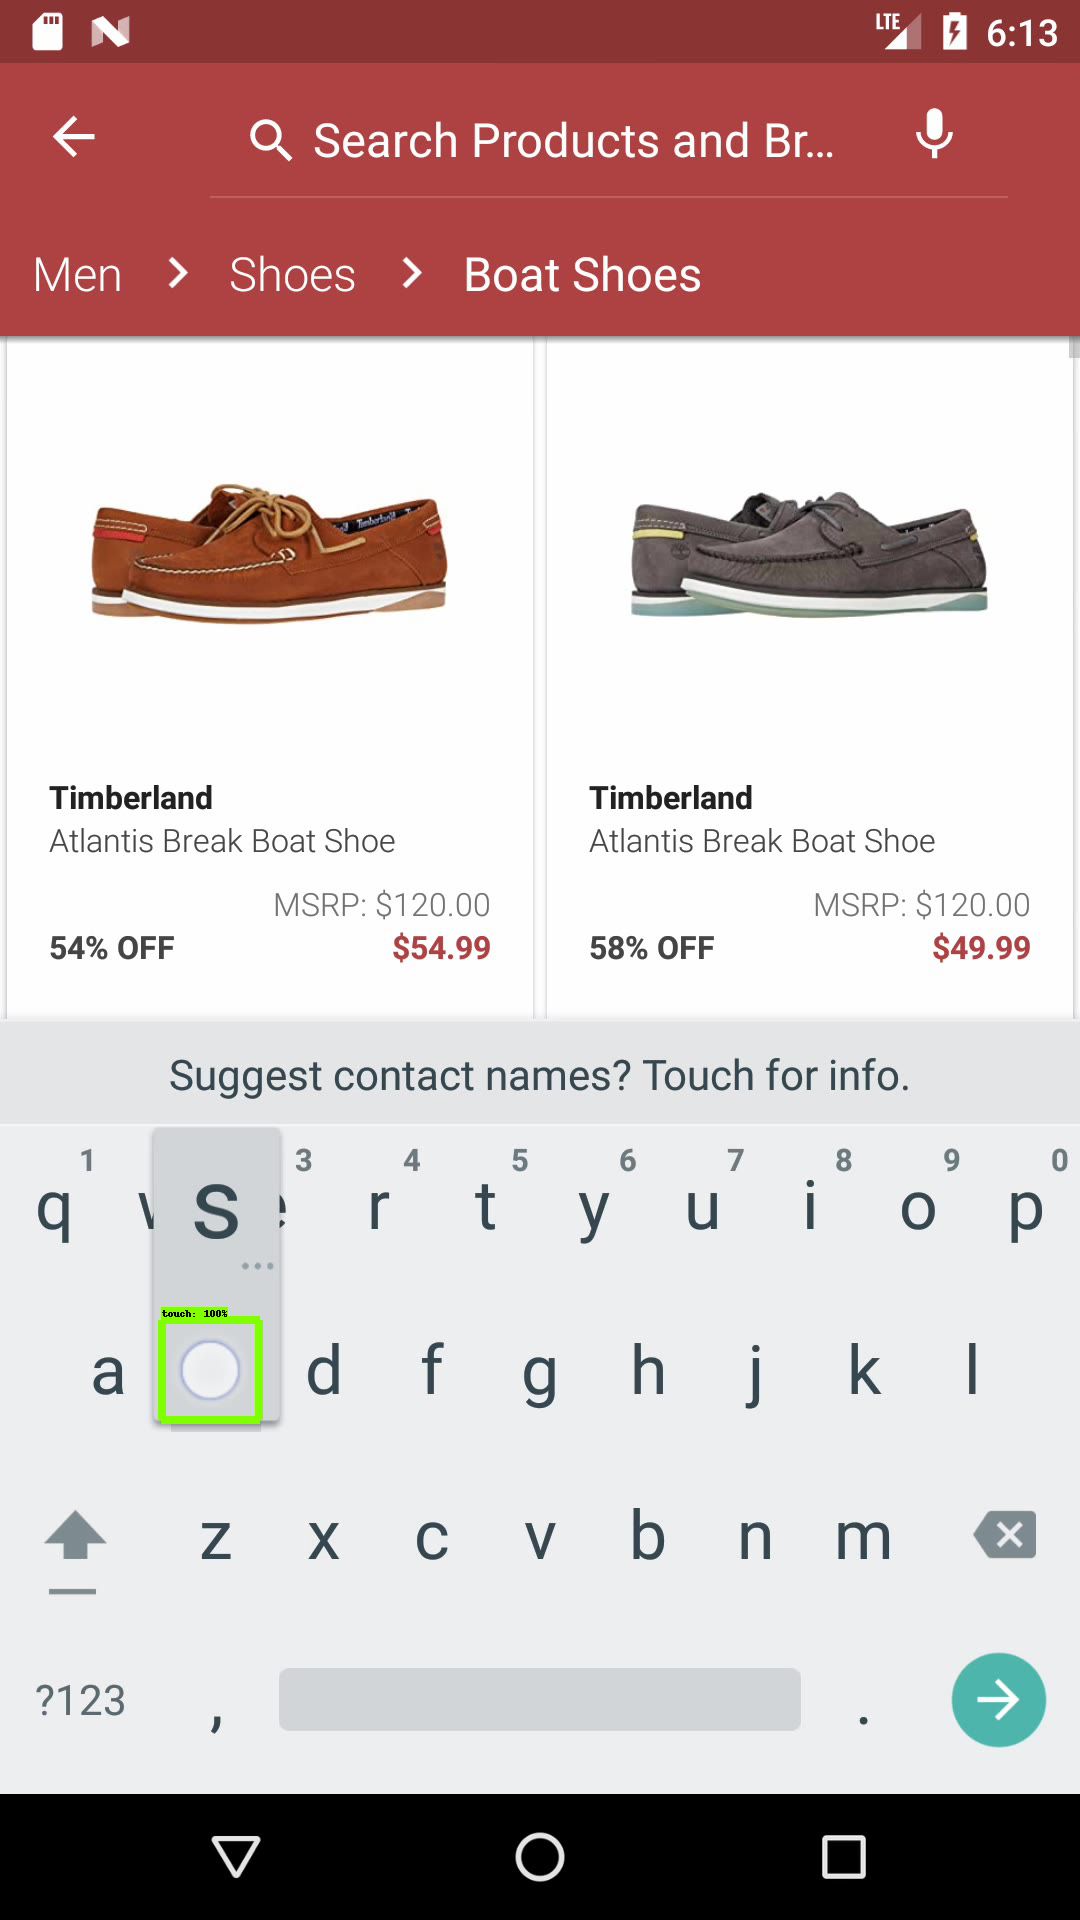 LTE 6:13
Search Products and Br...
Men Shoes Boat Shoes
Timberland Timberland
Atlantis Break Boat Shoe Atlantis Break Boat Shoe
MSRP: $120.00 MSRP: $120.00
54% OFF $54.99 58% OFF $49.99
Suggest contact names? Touch for info.
1 3 4 5 6 7 8 9 0
q s r t y u i o p
touch: 100%
a d f g h j k l
z x c v b n m
?123 , .